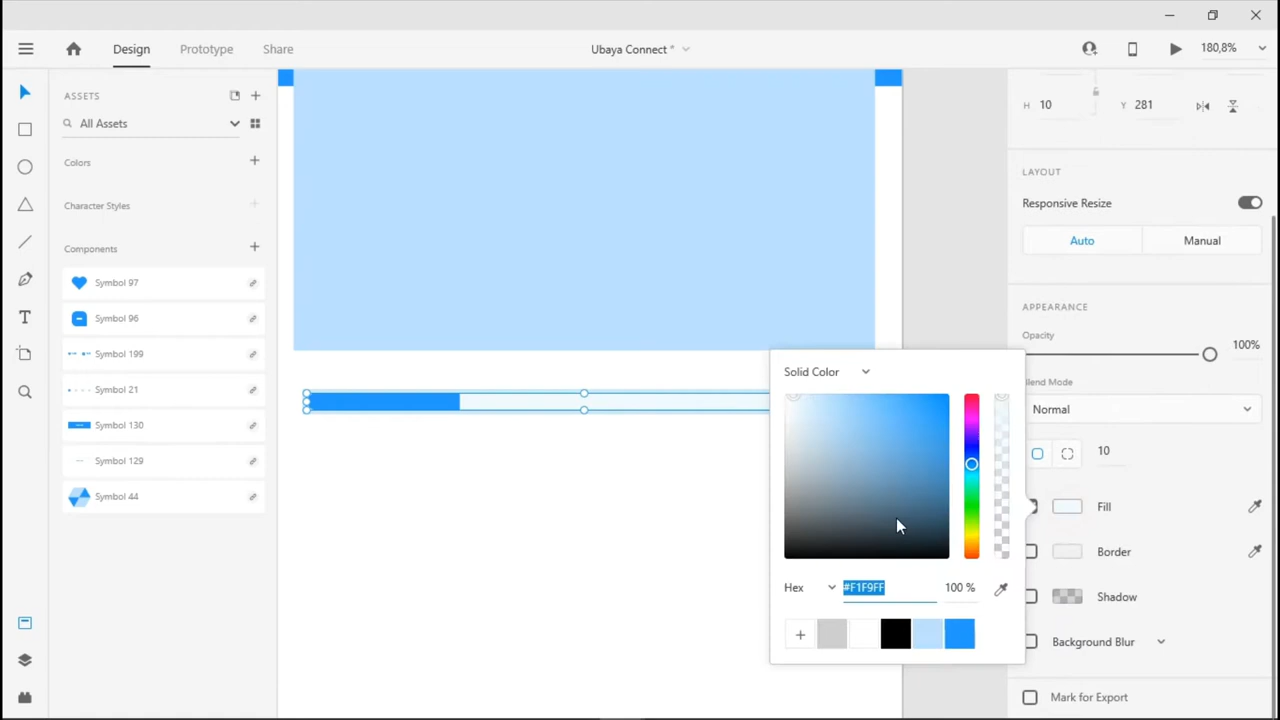 Design
Prototype
Share
Ubaya Connect *
180,8%
ASSETS
All Assets
Colors
Character Styles
Components
Symbol 97
Symbol 96
Symbol 199
Symbol 21
Symbol 130
Symbol 129
Symbol 44
H 10 Y 281
LAYOUT
Responsive Resize
Auto Manual
APPEARANCE
Opacity
100%
Blend Mode
Normal
10
Fill
Border
Shadow
Background Blur
Mark for Export
Solid Color
Hex #F1F9FF 100 %